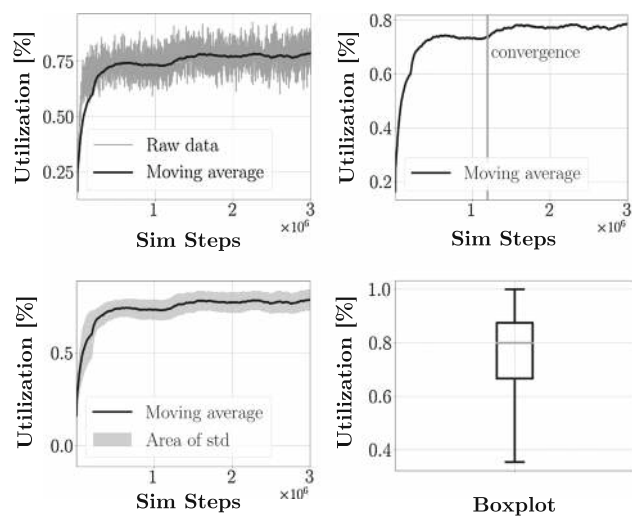 Utilization [%]
0.75
0.50
0.25
Raw data
Moving average
1
2
3
×10⁶
Sim Steps
Utilization [%]
0.8
0.6
0.4
0.2
convergence
Moving average
1
2
3
×10⁶
Sim Steps
Utilization [%]
0.5
0.0
Moving average
Area of std
1
2
3
×10⁶
Sim Steps
Utilization [%]
1.0
0.8
0.6
0.4
Boxplot